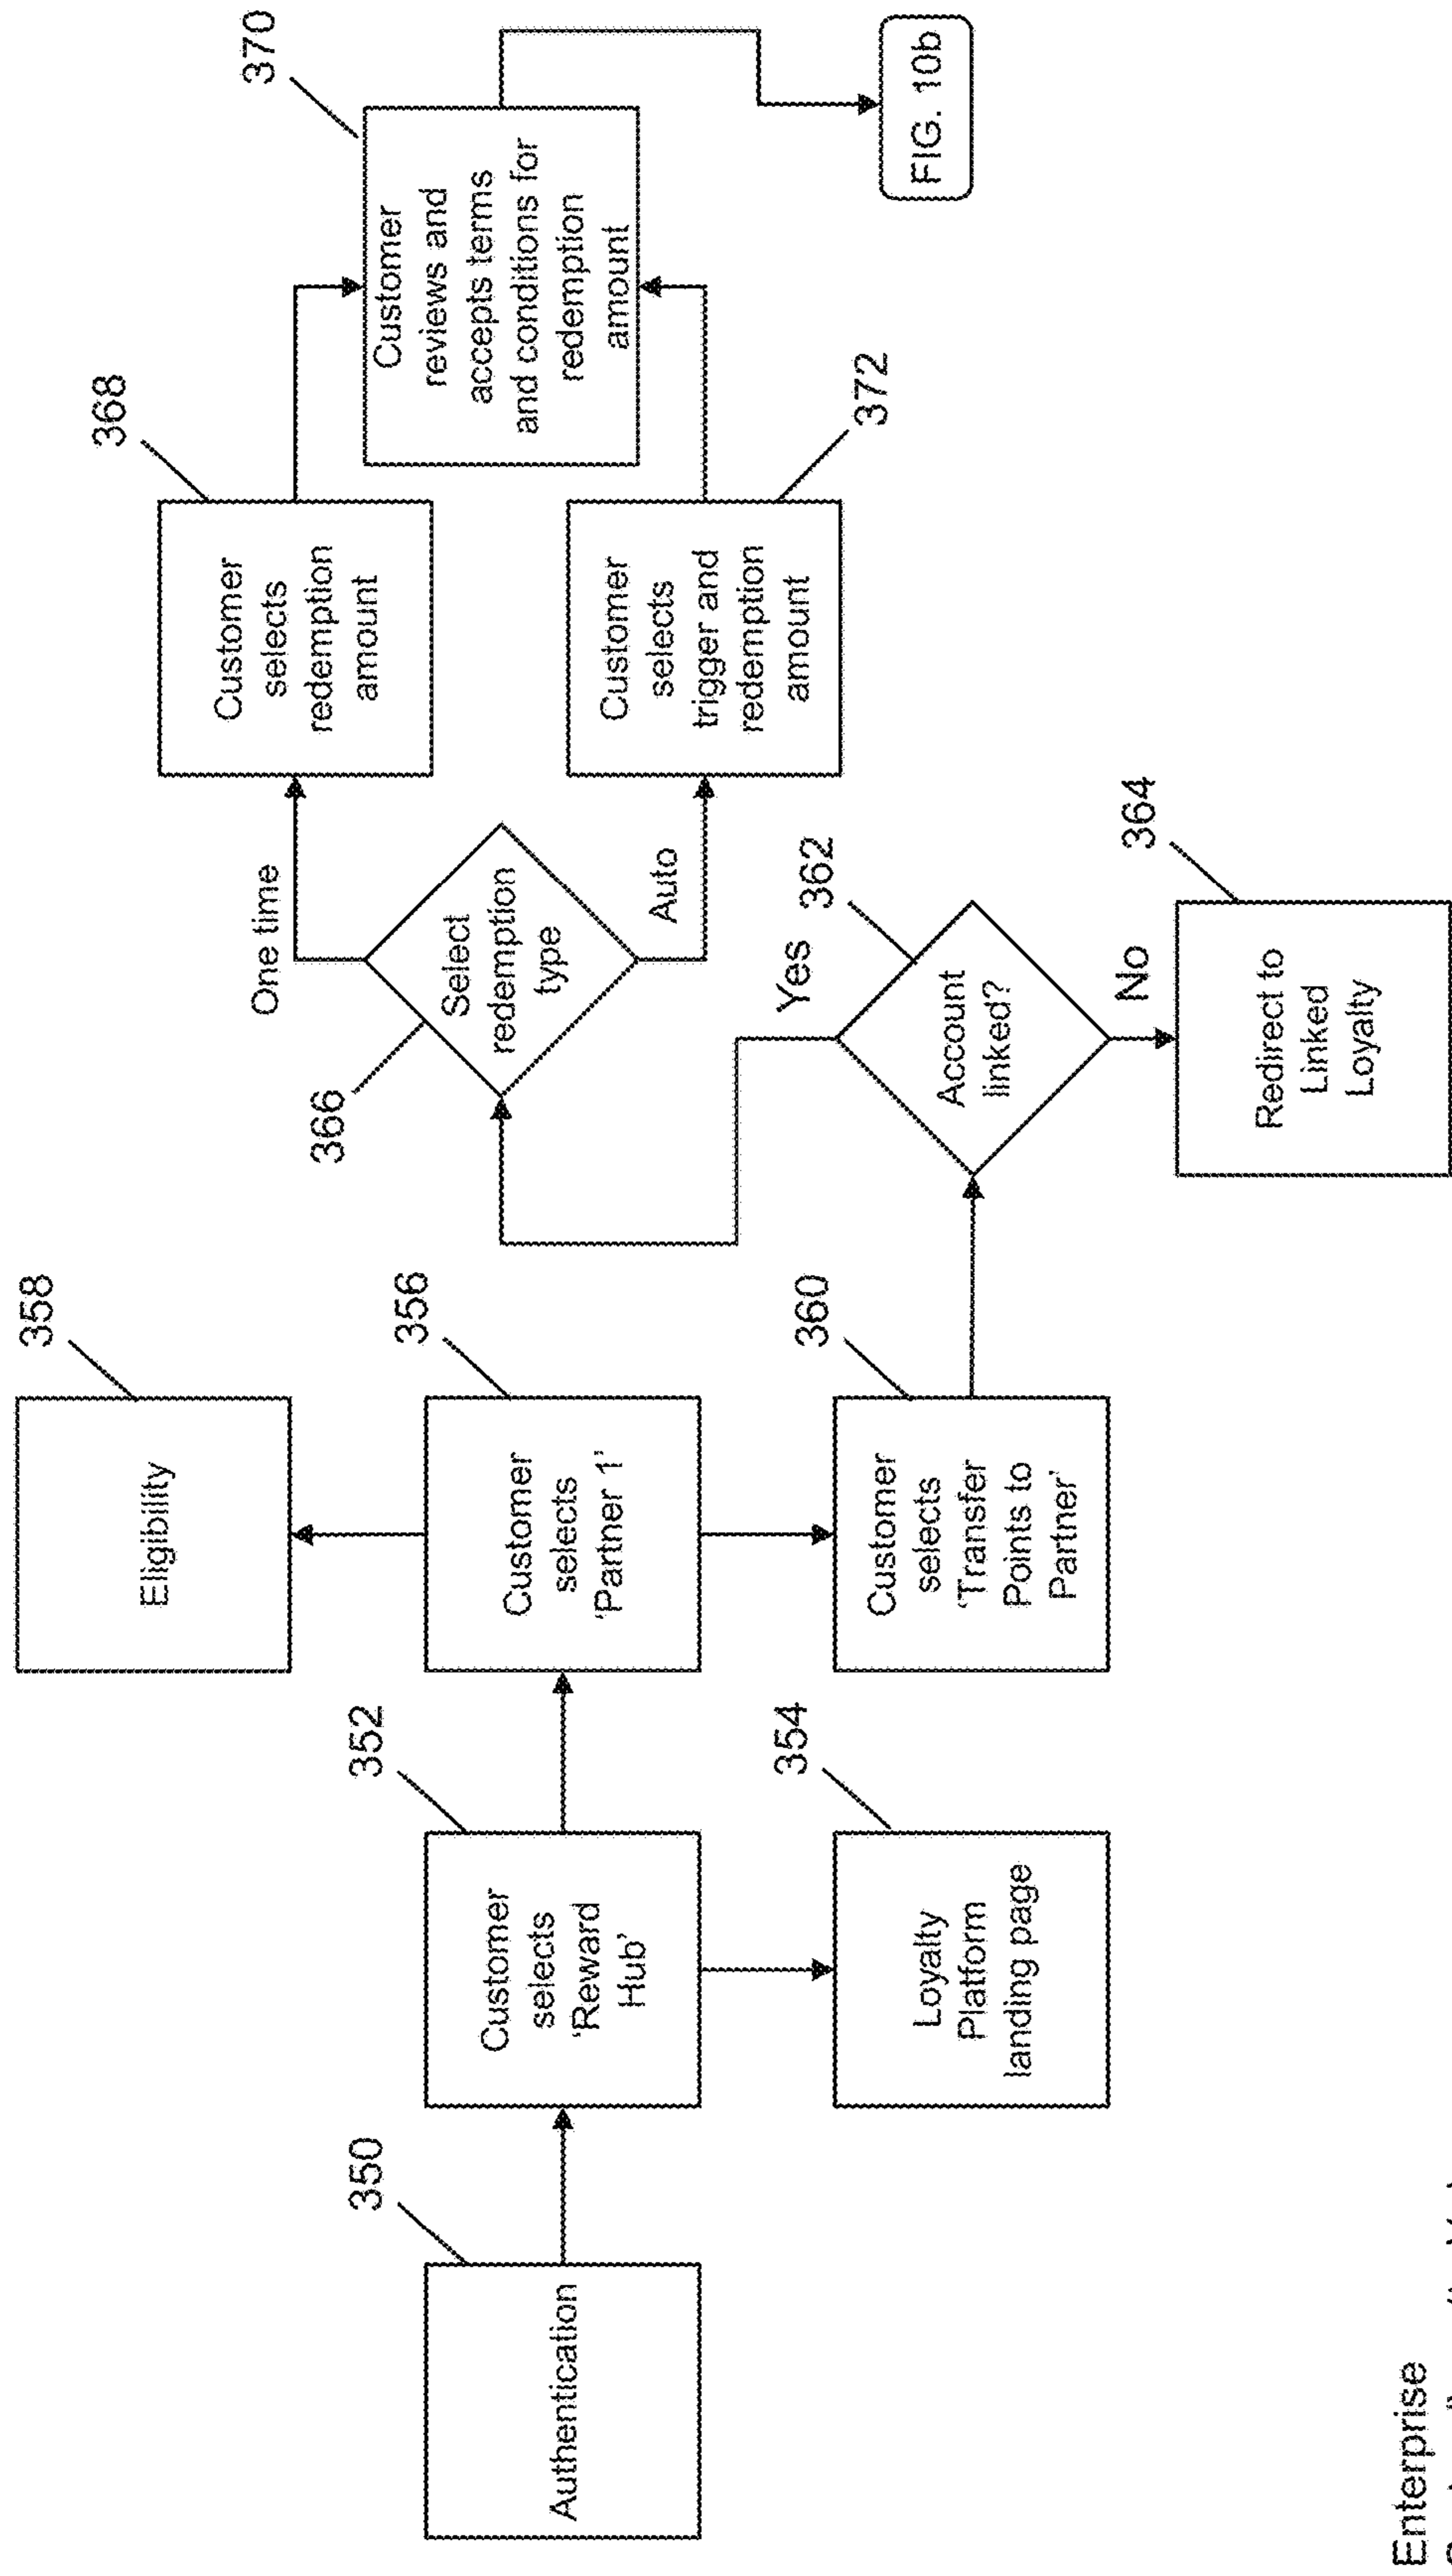 350
Authentication
352
Customer
selects
‘Reward
Hub’
354
Loyalty
Platform
landing page
358
Eligibility
356
Customer
selects
‘Partner 1’
360
Customer
selects
‘Transfer
Points to
Partner’
362
Account
linked?
Yes
No
364
Redirect to
Linked
Loyalty
366
Select
redemption
type
One time
Auto
368
Customer
selects
redemption
amount
372
Customer
selects
trigger and
redemption
amount
370
Customer
reviews and
accepts terms
and conditions for
redemption
amount
FIG. 10b
Enterprise